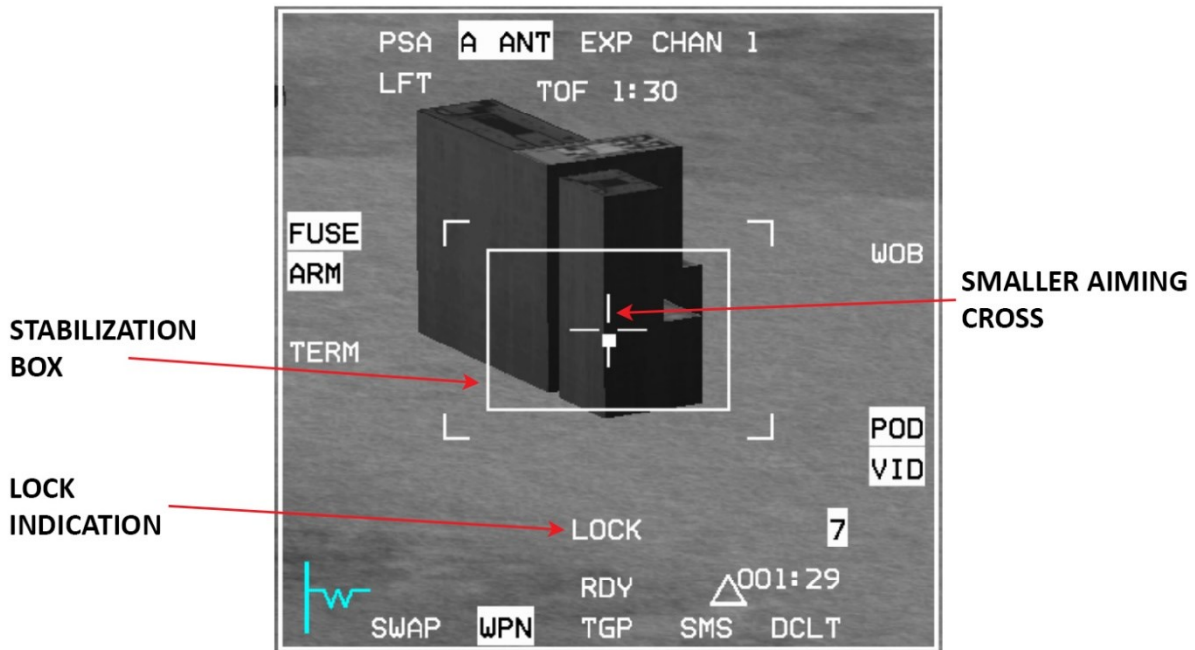 PSA A ANT EXP CHAN 1
LFT TOF 1:30
FUSE
ARM
WOB
SMALLER AIMING
CROSS
STABILIZATION
BOX
TERM
POD
VID
LOCK
INDICATION
LOCK
7
RDY 001:29
SWAP WPN TGP SMS DCLT